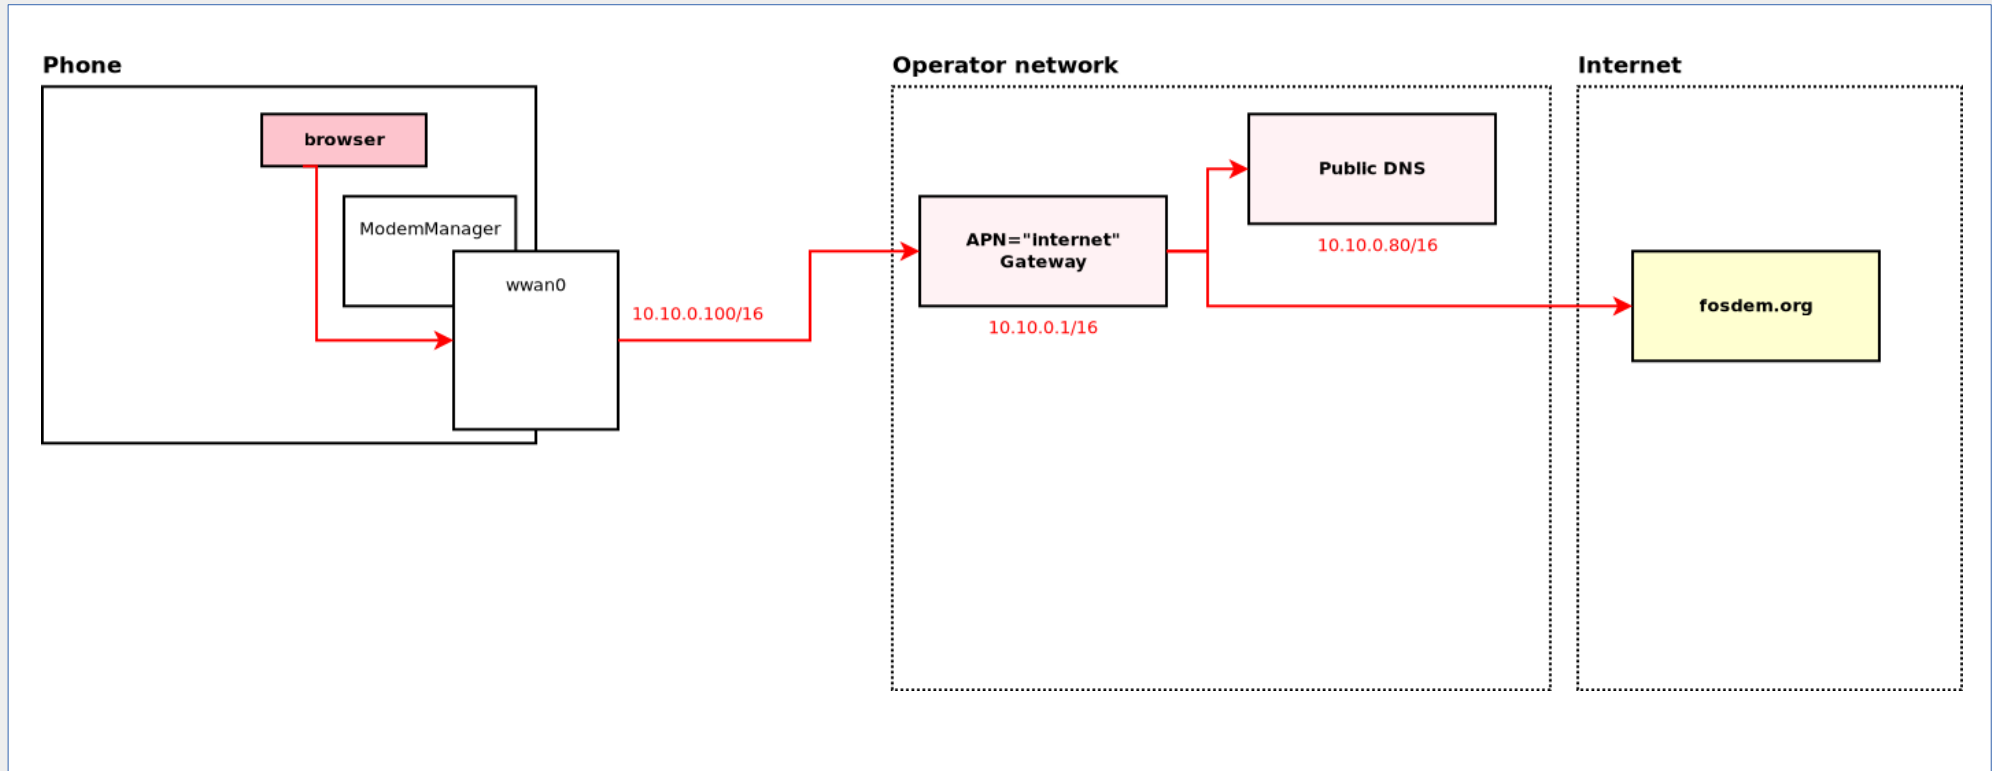 Phone
browser
ModemManager
wwan0
10.10.0.100/16
Operator network
APN="Internet"
Gateway
10.10.0.1/16
Public DNS
10.10.0.80/16
Internet
fosdem.org